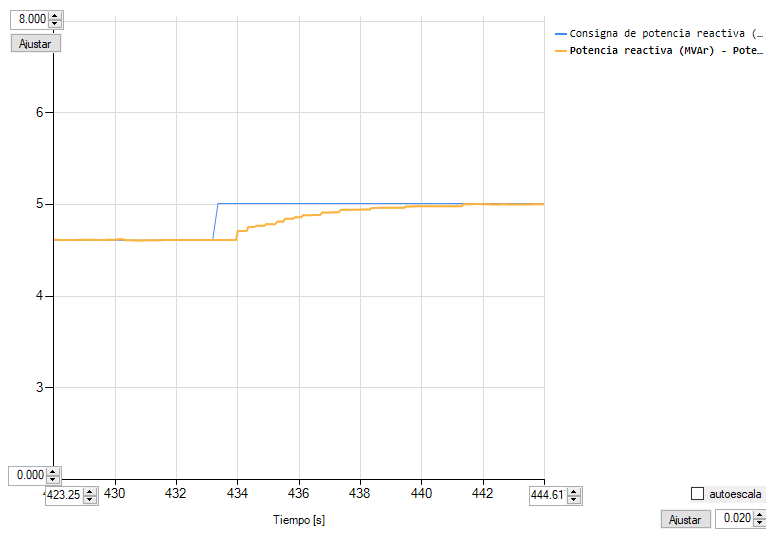 8.000
Ajustar
Consigna de potencia reactiva (…
Potencia reactiva (MVAr) - Pote…
6
5
4
3
0.000
423.25
430
432
434
436
438
440
442
444.61
autoescala
Tiempo [s]
Ajustar
0.020